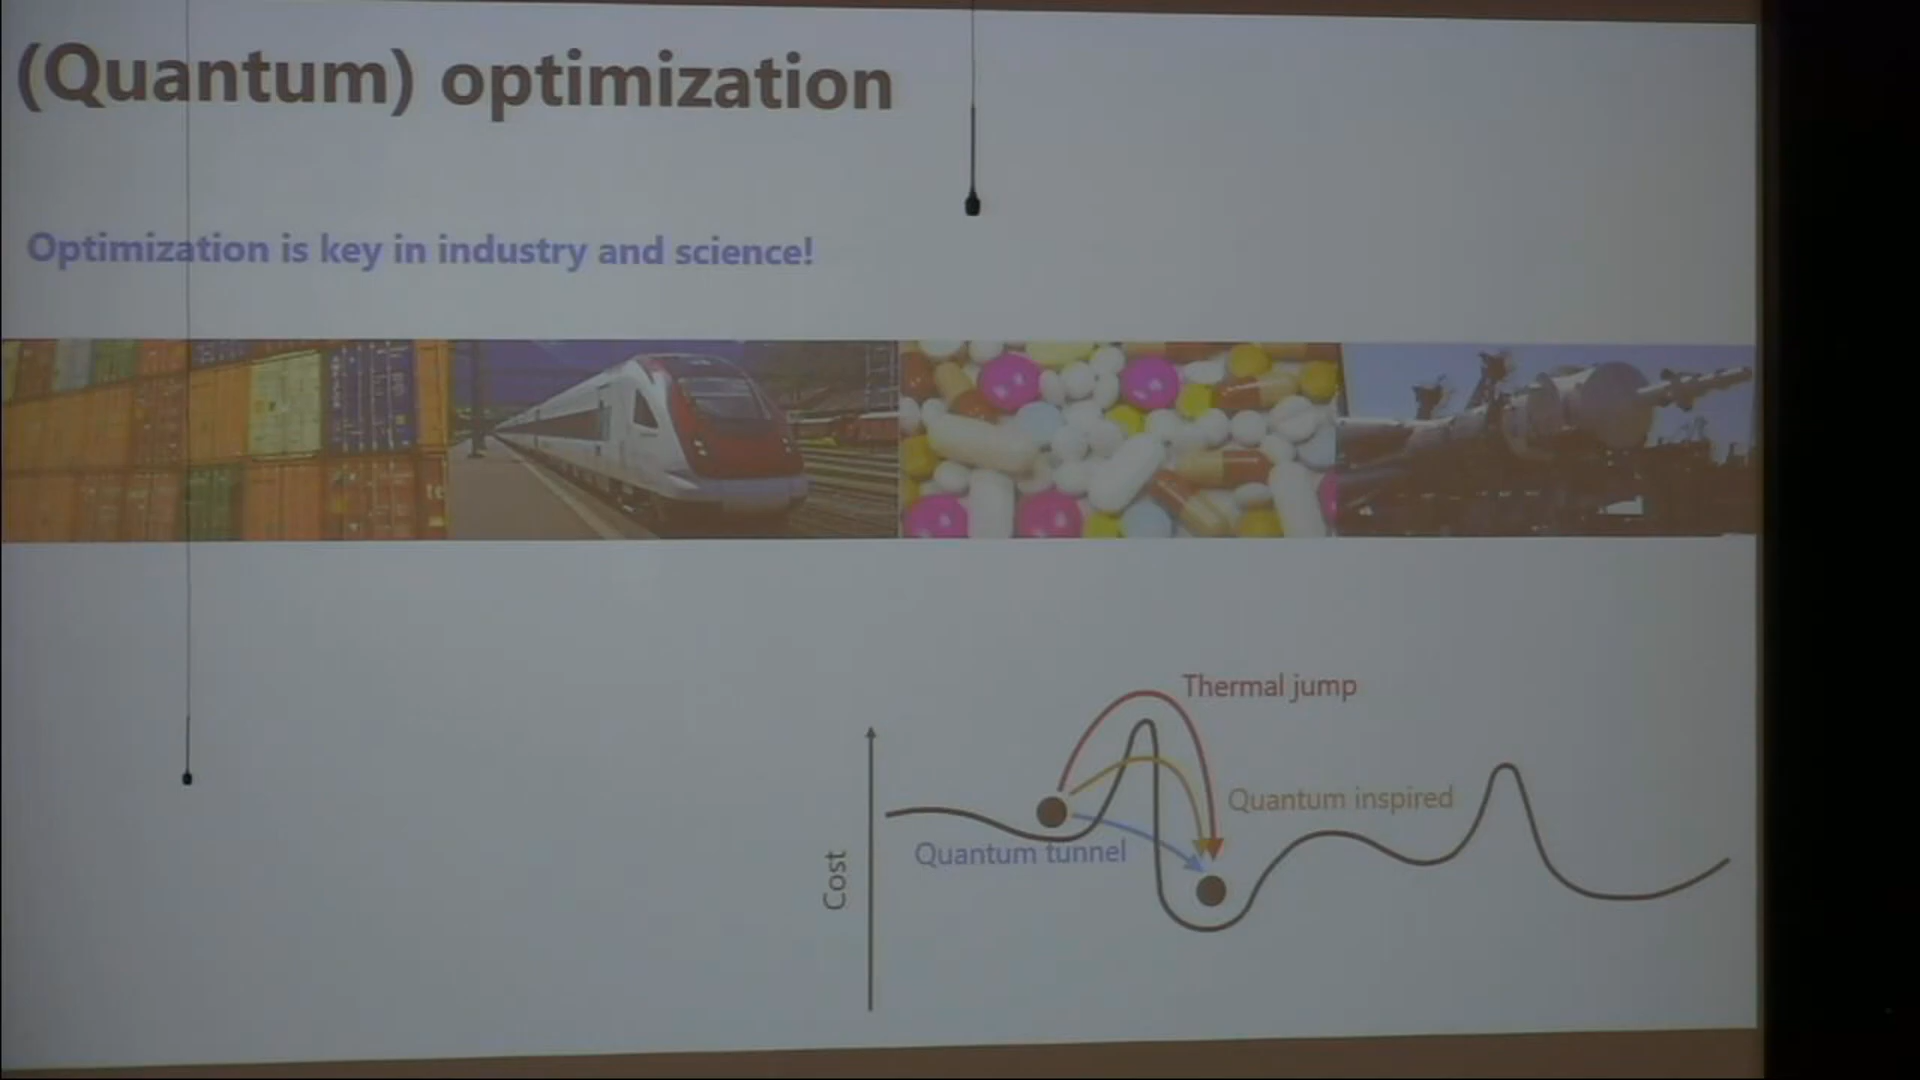 (Quantum) optimization
Optimization is key in industry and science!
Thermal jump
Quantum inspired
Quantum tunnel
Cost